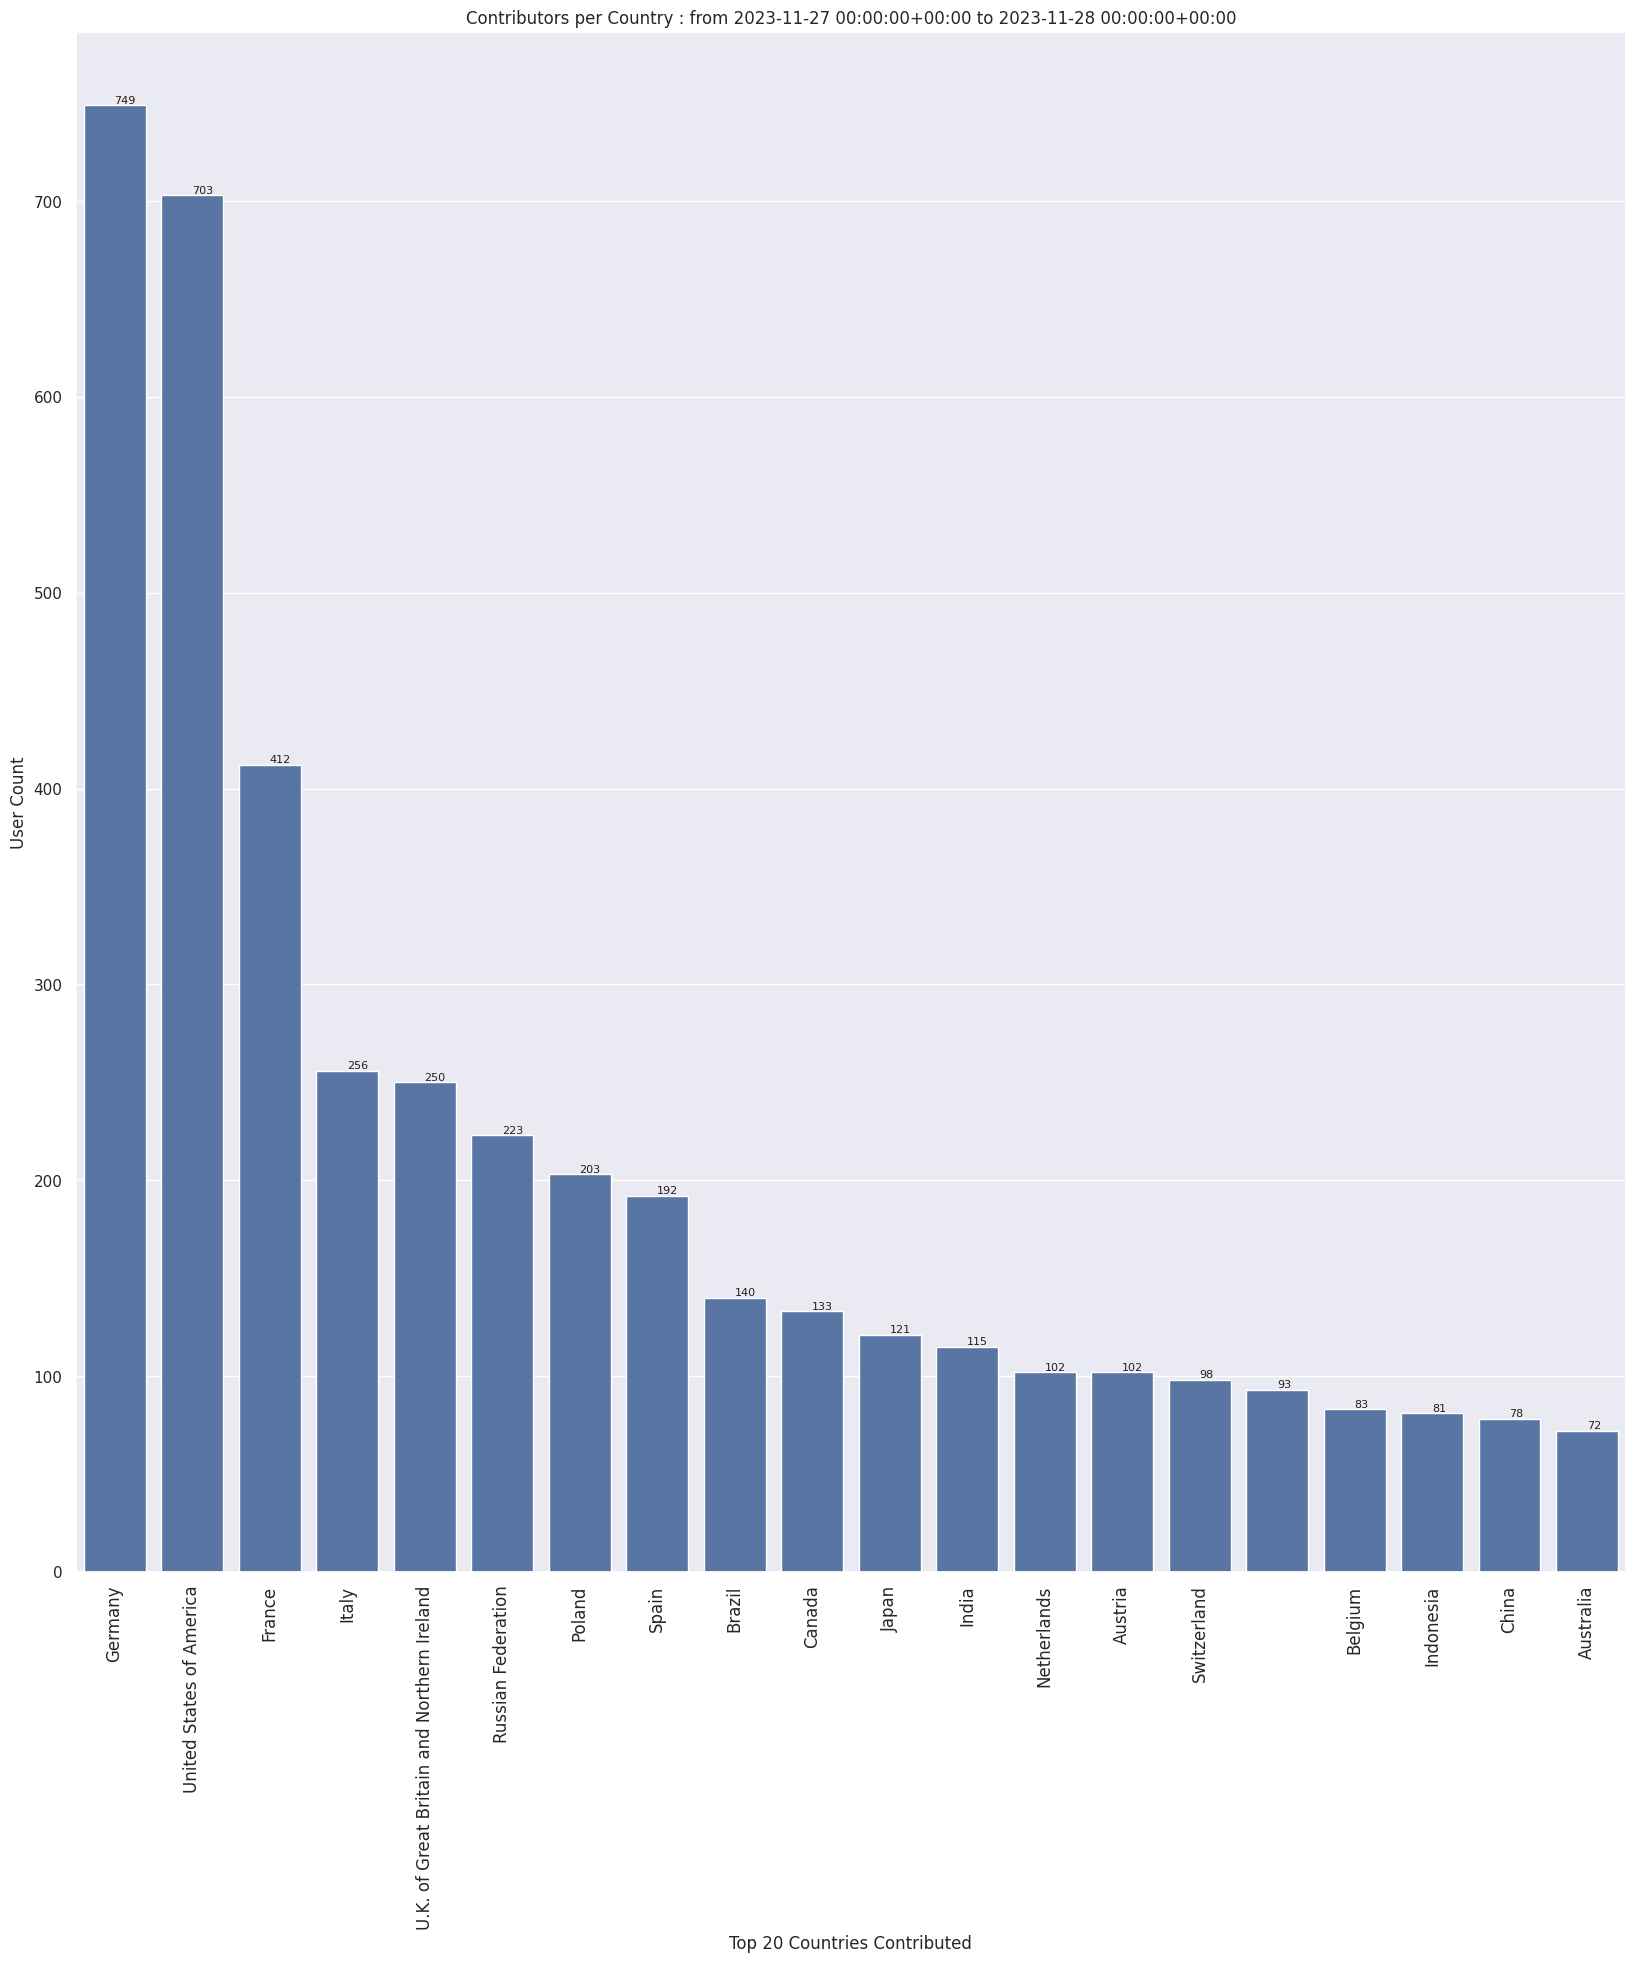 Contributors per Country : from 2023-11-27 00:00:00+00:00 to 2023-11-28 00:00:00+00:00
User Count
700
600
500
400
300
200
100
0
749
703
412
256
250
223
203
192
140
133
121
115
102
102
98
93
83
81
78
72
Germany
United States of America
France
Italy
U.K. of Great Britain and Northern Ireland
Russian Federation
Poland
Spain
Brazil
Canada
Japan
India
Netherlands
Austria
Switzerland
Belgium
Indonesia
China
Australia
Top 20 Countries Contributed